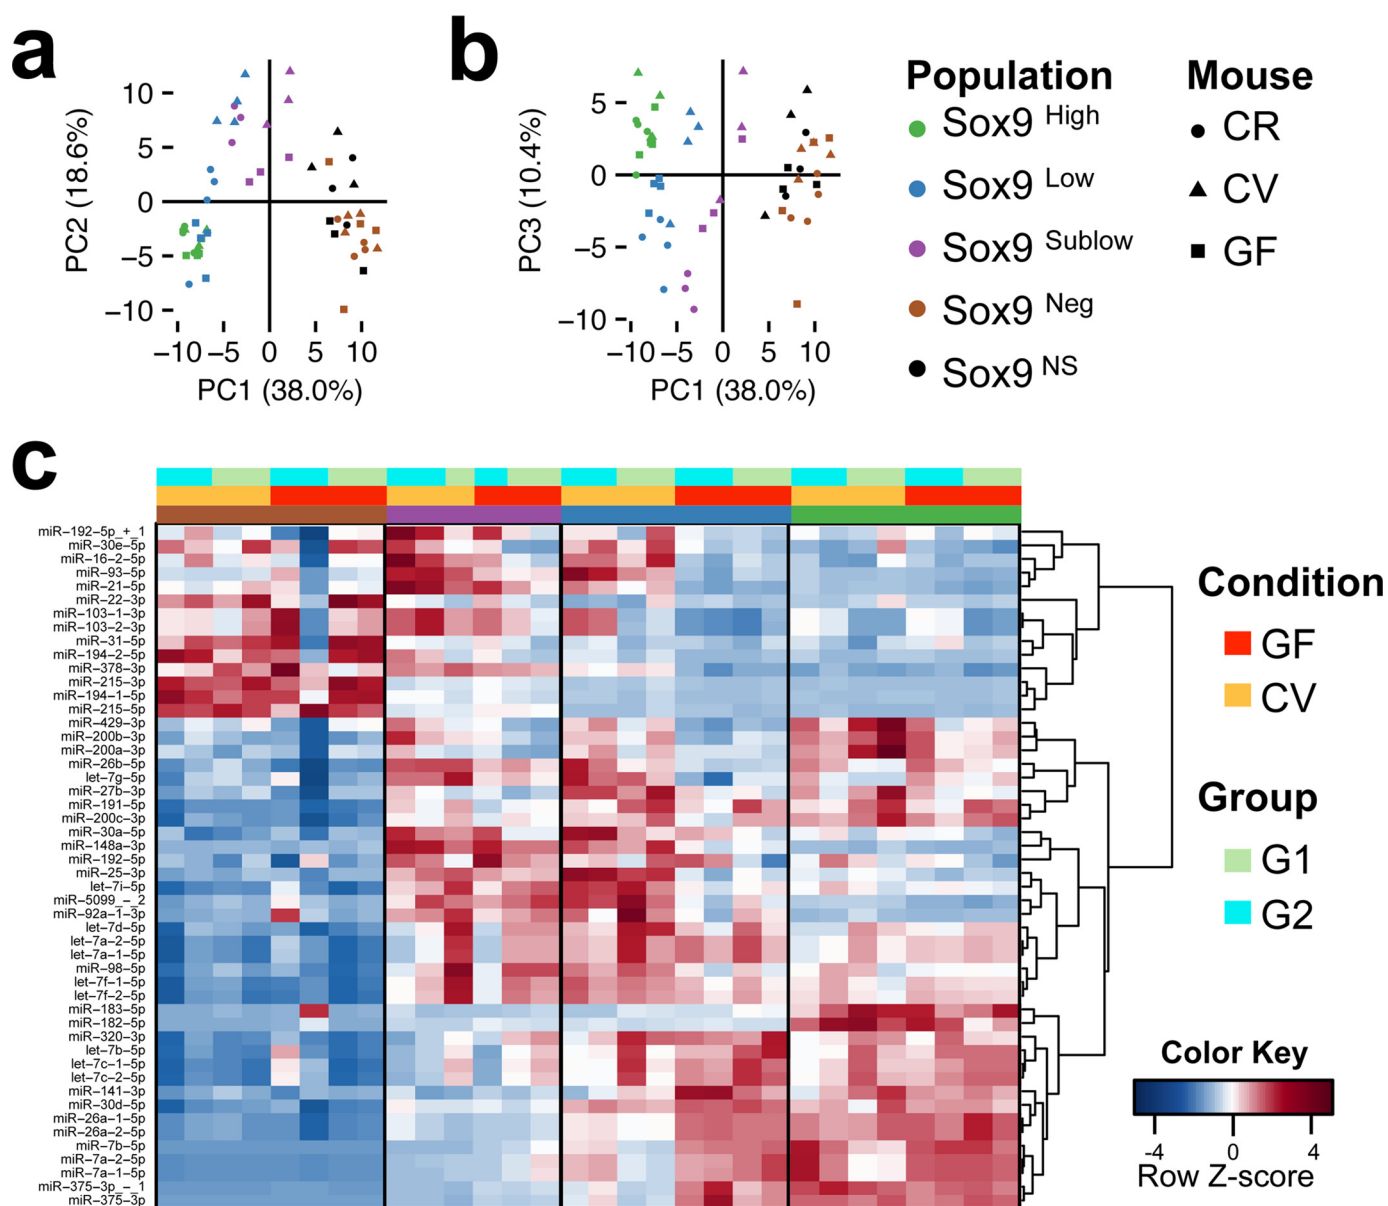 a
b
PC2 (18.6%)
10
5
0
−5
−10
−10 −5 0 5 10
PC1 (38.0%)
PC3 (10.4%)
5
0
−5
−10
−10 −5 0 5 10
PC1 (38.0%)
Population
Sox9 High
Sox9 Low
Sox9 Sublow
Sox9 Neg
Sox9 NS
Mouse
CR
CV
GF
c
miR−192−5p_+_1
miR−30e−5p
miR−16−2−5p
miR−93−5p
miR−21−5p
miR−22−3p
miR−103−1−3p
miR−103−2−3p
miR−31−5p
miR−194−2−5p
miR−378−3p
miR−215−3p
miR−194−1−5p
miR−215−5p
miR−429−3p
miR−200b−3p
miR−200a−3p
miR−26b−5p
let−7g−5p
miR−27b−3p
miR−191−5p
miR−200c−3p
miR−30a−5p
miR−148a−3p
miR−192−5p
miR−25−3p
let−7i−5p
miR−5099_−_2
miR−92a−1−3p
let−7d−5p
let−7a−2−5p
let−7a−1−5p
miR−98−5p
let−7f−1−5p
let−7f−2−5p
miR−183−5p
miR−182−5p
miR−320−3p
let−7b−5p
let−7c−1−5p
let−7c−2−5p
miR−141−3p
miR−30d−5p
miR−26a−1−5p
miR−26a−2−5p
miR−7b−5p
miR−7a−2−5p
miR−7a−1−5p
miR−375−3p_−_1
miR−375−3p
Condition
GF
CV
Group
G1
G2
Color Key
-4 0 4
Row Z-score